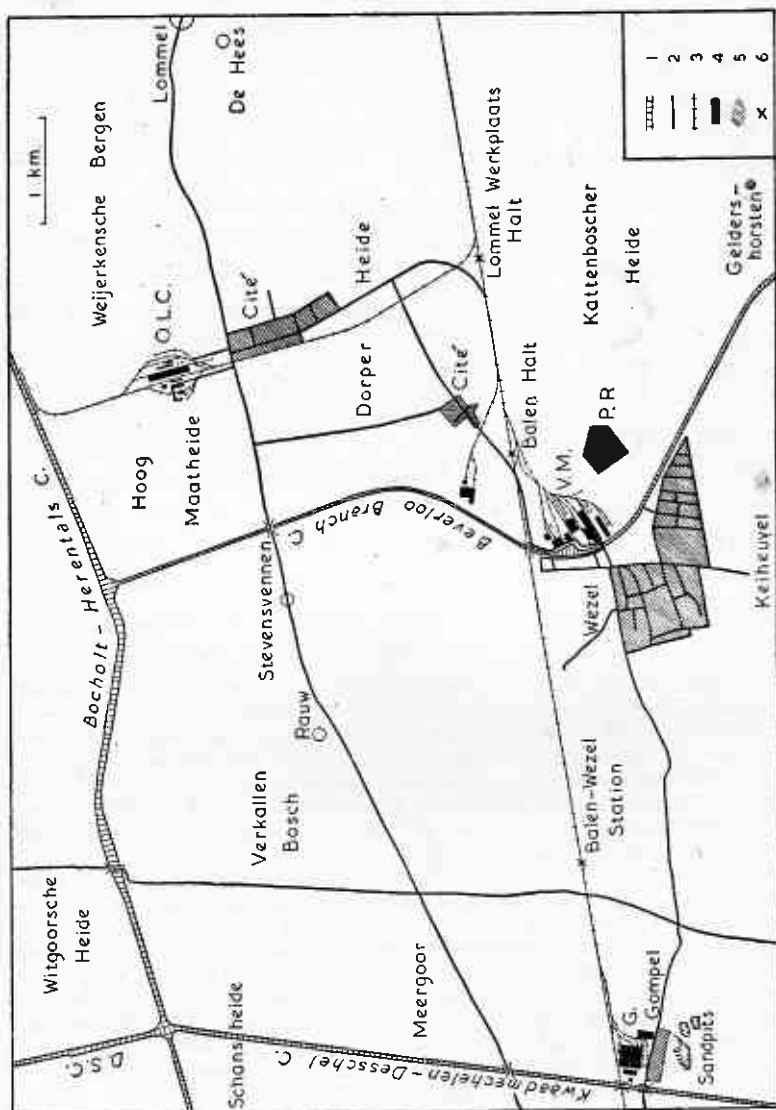 1 km.
Lommel
De Hees
Weijerkensche Bergen
O.L.C.
Cité
Heide
Lommel Werkplaats
Halt
Kattenboscher
Heide
Gelders-
horsten
Hoog
Maatheide
Dorper
Cité
Balen Halt
V.M.
P.R
Bocholt - Herentals C.
Beverloo Branch C.
Stevensvennen
Rauw
Wezel
Keiheuvel
Verkallen
Bosch
Balen-Wezel
Station
Witgoorsche
Heide
D.S.C.
Schansheide
Meergoor
Kwaadmechelen-Desschel C.
G.
Gompel
Sandpits
1
2
3
4
5
6